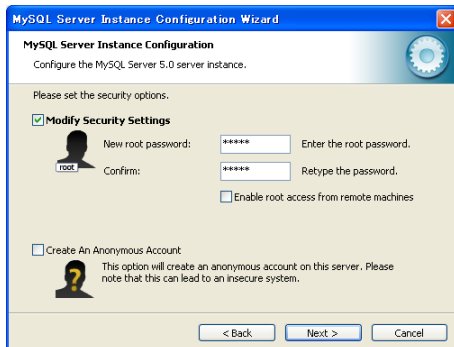 MySQL Server Instance Configuration Wizard
MySQL Server Instance Configuration
Configure the MySQL Server 5.0 server instance.
Please set the security options.
Modify Security Settings
root
New root password: ***** Enter the root password.
Confirm: ***** Retype the password.
Enable root access from remote machines
Create An Anonymous Account
This option will create an anonymous account on this server. Please
note that this can lead to an insecure system.
< Back Next > Cancel